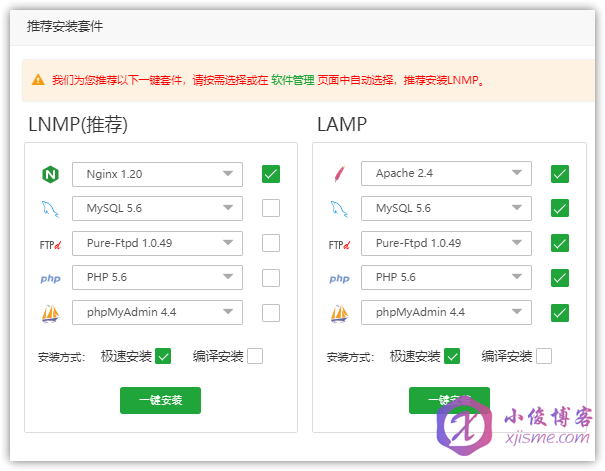 推荐安装套件
我们为您推荐以下一键套件，请按需选择或在 软件管理 页面中自动选择，推荐安装LNMP。
LNMP(推荐)
Nginx 1.20
MySQL 5.6
FTPd Pure-Ftpd 1.0.49
php PHP 5.6
phpMyAdmin 4.4
安装方式： 极速安装 编译安装
一键安装
LAMP
Apache 2.4
MySQL 5.6
FTPd Pure-Ftpd 1.0.49
php PHP 5.6
phpMyAdmin 4.4
安装方式： 极速安装 编译安装
一键安装
小俊博客
xjisme.com